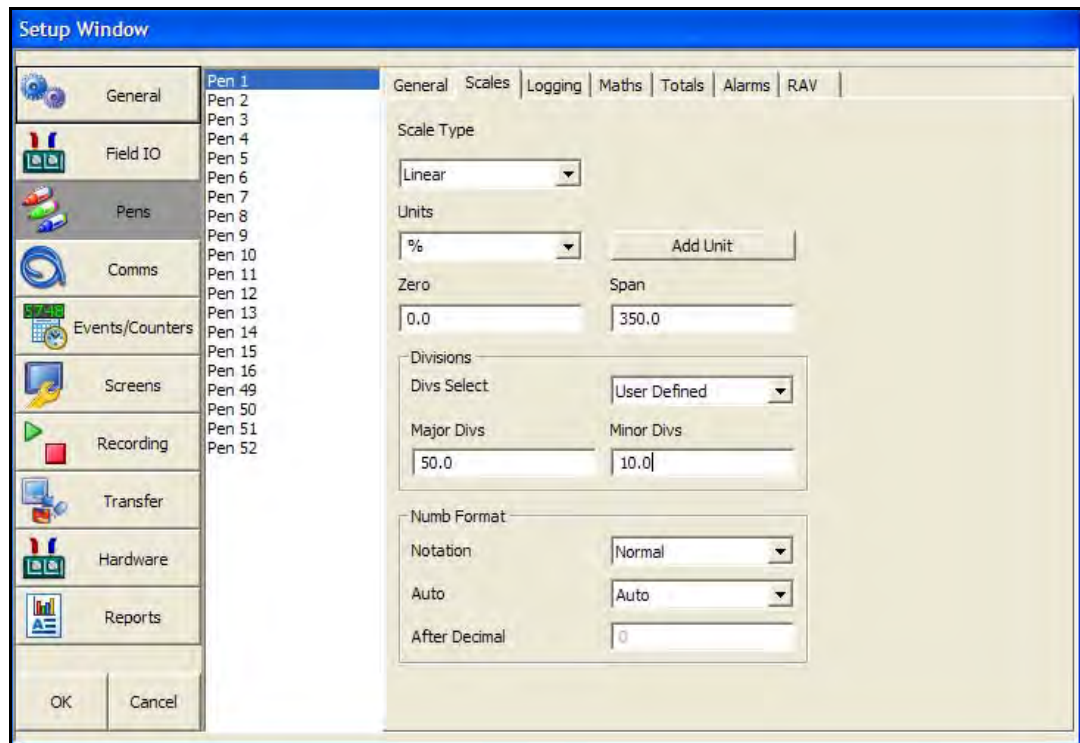 Setup Window
General
Field IO
Pens
Comms
5748
Events/Counters
Screens
Recording
Transfer
Hardware
Reports
OK
Cancel
Pen 1
Pen 2
Pen 3
Pen 4
Pen 5
Pen 6
Pen 7
Pen 8
Pen 9
Pen 10
Pen 11
Pen 12
Pen 13
Pen 14
Pen 15
Pen 16
Pen 49
Pen 50
Pen 51
Pen 52
General Scales Logging Maths Totals Alarms RAV
Scale Type
Linear
Units
% Add Unit
Zero Span
0.0 350.0
Divisions
Divs Select User Defined
Major Divs Minor Divs
50.0 10.0
Numb Format
Notation Normal
Auto Auto
After Decimal 0